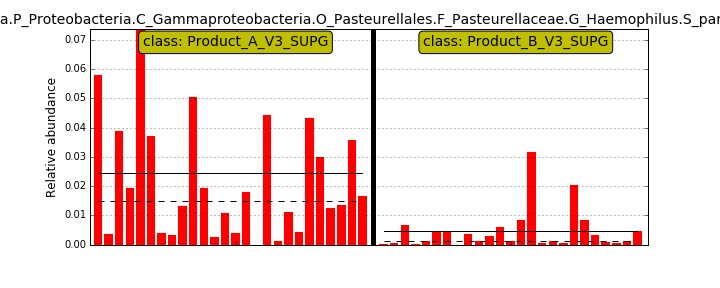 a.P_Proteobacteria.C_Gammaproteobacteria.O_Pasteurellales.F_Pasteurellaceae.G_Haemophilus.S_par
class: Product_A_V3_SUPG
class: Product_B_V3_SUPG
Relative abundance
0.07
0.06
0.05
0.04
0.03
0.02
0.01
0.00